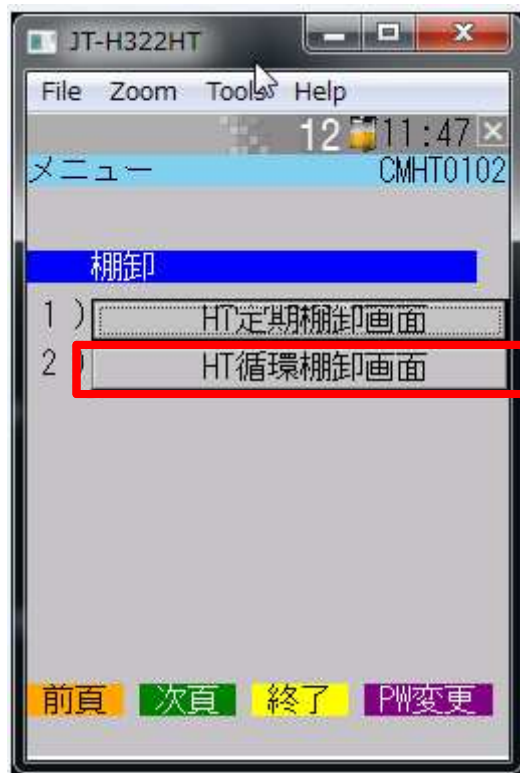 JT-H322HT
File Zoom Tools Help
12 11:47
メニュー CMHT0102
棚卸
1 ) HT定期棚卸画面
2 ) HT循環棚卸画面
前頁 次頁 終了 PW変更